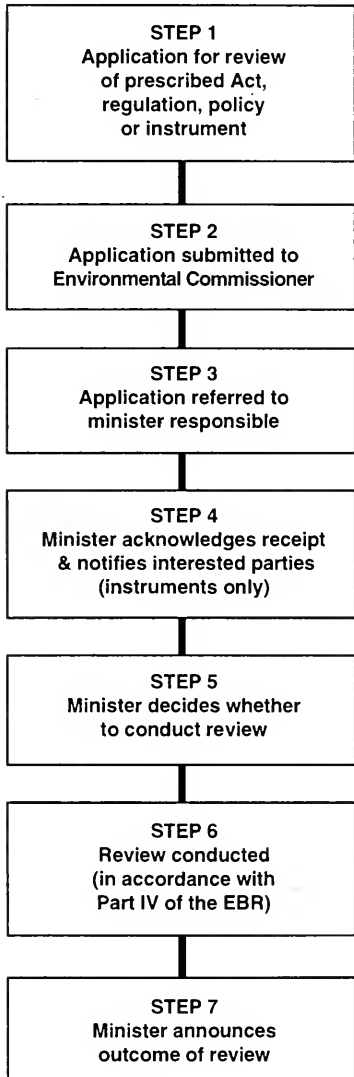 STEP 1
Application for review
of prescribed Act,
regulation, policy
or instrument
STEP 2
Application submitted to
Environmental Commissioner
STEP 3
Application referred to
minister responsible
STEP 4
Minister acknowledges receipt
& notifies interested parties
(instruments only)
STEP 5
Minister decides whether
to conduct review
STEP 6
Review conducted
(in accordance with
Part IV of the EBR)
STEP 7
Minister announces
outcome of review